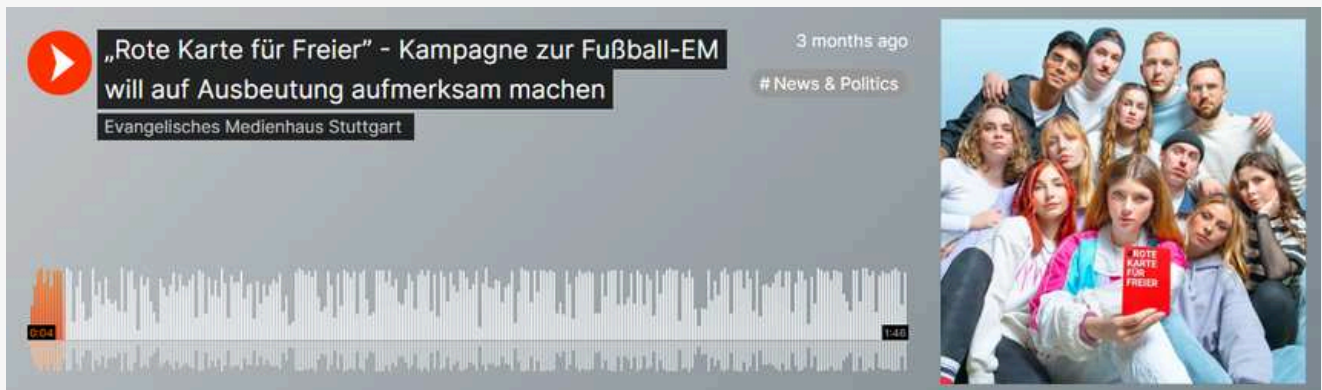 „Rote Karte für Freier” - Kampagne zur Fußball-EM
will auf Ausbeutung aufmerksam machen
Evangelisches Medienhaus Stuttgart
3 months ago
# News & Politics
0:04
1:46
#ROTE
KARTE
FÜR
FREIER